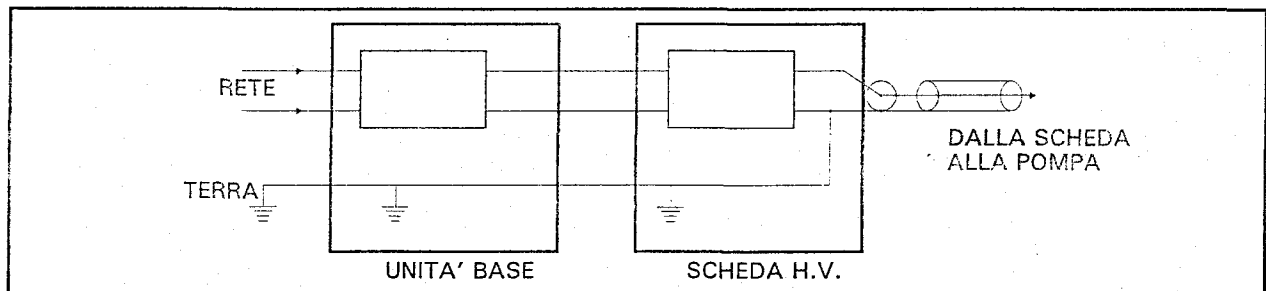 RETE
DALLA SCHEDA
ALLA POMPA
TERRA
UNITA' BASE
SCHEDA H.V.